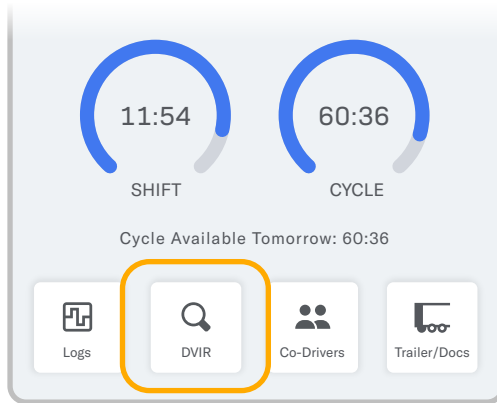 11:54 60:36
SHIFT CYCLE
Cycle Available Tomorrow: 60:36
Logs DVIR Co-Drivers Trailer/Docs